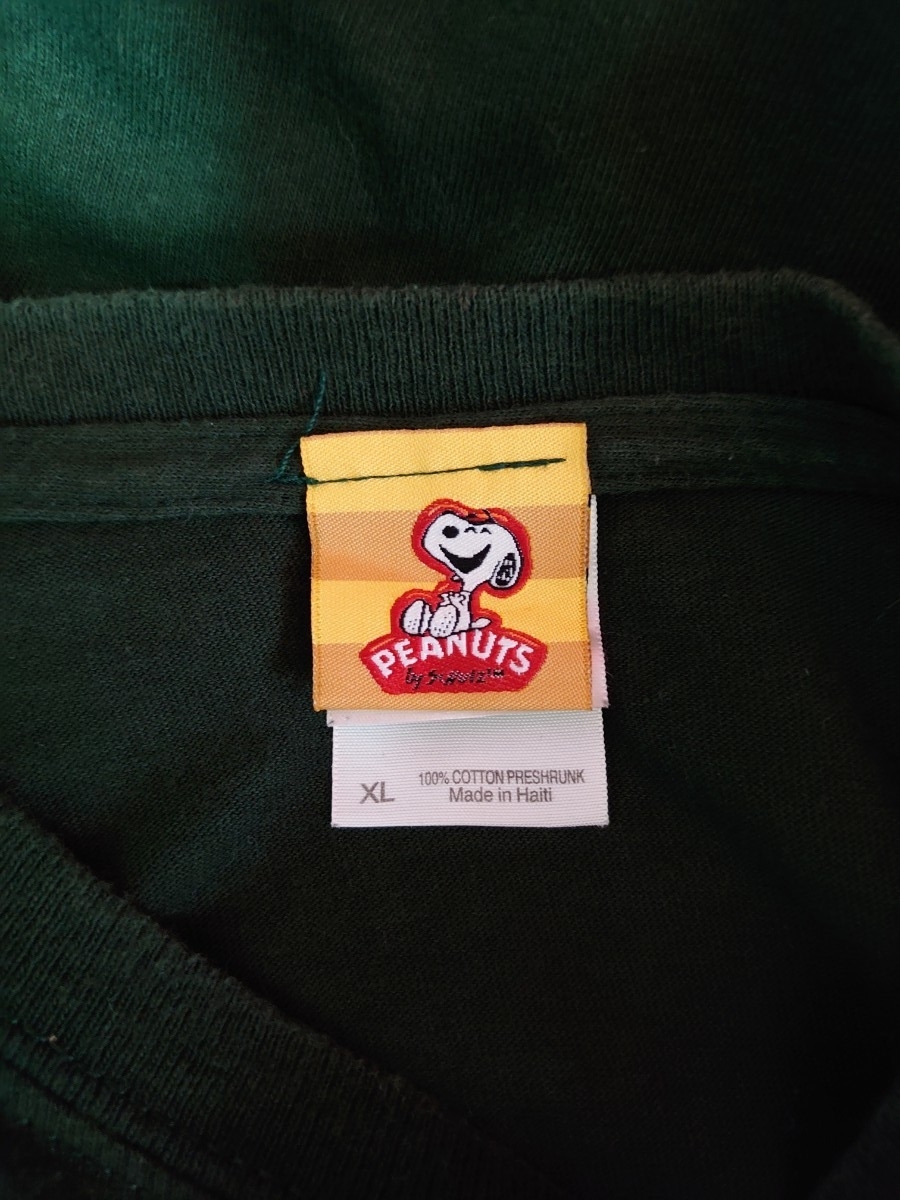 PEANUTS
by Schulz™
XL
100% COTTON PRESHRUNK
Made in Haiti